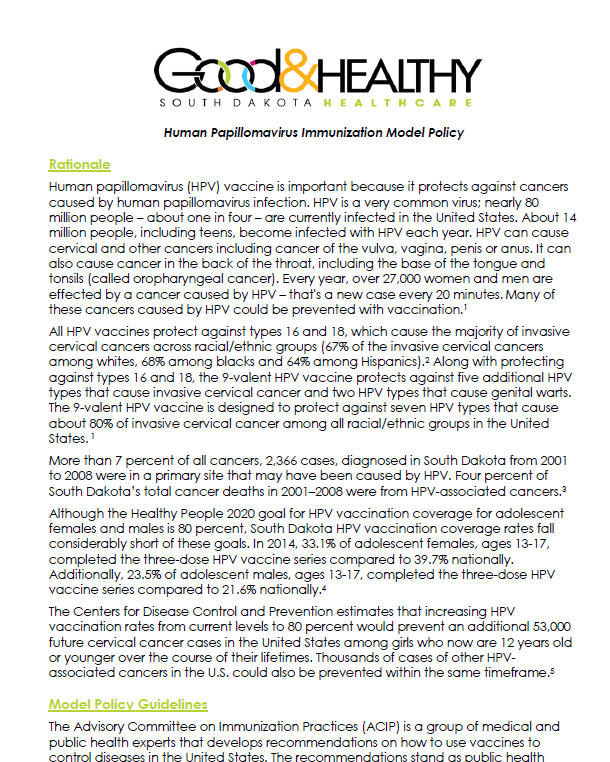 Good&HEALTHY
SOUTH DAKOTA HEALTHCARE
Human Papillomavirus Immunization Model Policy
Rationale
Human papillomavirus (HPV) vaccine is important because it protects against cancers
caused by human papillomavirus infection. HPV is a very common virus; nearly 80
million people – about one in four – are currently infected in the United States. About 14
million people, including teens, become infected with HPV each year. HPV can cause
cervical and other cancers including cancer of the vulva, vagina, penis or anus. It can
also cause cancer in the back of the throat, including the base of the tongue and
tonsils (called oropharyngeal cancer). Every year, over 27,000 women and men are
effected by a cancer caused by HPV – that's a new case every 20 minutes. Many of
these cancers caused by HPV could be prevented with vaccination.¹
All HPV vaccines protect against types 16 and 18, which cause the majority of invasive
cervical cancers across racial/ethnic groups (67% of the invasive cervical cancers
among whites, 68% among blacks and 64% among Hispanics).² Along with protecting
against types 16 and 18, the 9-valent HPV vaccine protects against five additional HPV
types that cause invasive cervical cancer and two HPV types that cause genital warts.
The 9-valent HPV vaccine is designed to protect against seven HPV types that cause
about 80% of invasive cervical cancer among all racial/ethnic groups in the United
States. ¹
More than 7 percent of all cancers, 2,366 cases, diagnosed in South Dakota from 2001
to 2008 were in a primary site that may have been caused by HPV. Four percent of
South Dakota's total cancer deaths in 2001–2008 were from HPV-associated cancers.³
Although the Healthy People 2020 goal for HPV vaccination coverage for adolescent
females and males is 80 percent, South Dakota HPV vaccination coverage rates fall
considerably short of these goals. In 2014, 33.1% of adolescent females, ages 13-17,
completed the three-dose HPV vaccine series compared to 39.7% nationally.
Additionally, 23.5% of adolescent males, ages 13-17, completed the three-dose HPV
vaccine series compared to 21.6% nationally.⁴
The Centers for Disease Control and Prevention estimates that increasing HPV
vaccination rates from current levels to 80 percent would prevent an additional 53,000
future cervical cancer cases in the United States among girls who now are 12 years old
or younger over the course of their lifetimes. Thousands of cases of other HPV-
associated cancers in the U.S. could also be prevented within the same timeframe.⁵
Model Policy Guidelines
The Advisory Committee on Immunization Practices (ACIP) is a group of medical and
public health experts that develops recommendations on how to use vaccines to
control diseases in the United States. The recommendations stand as public health